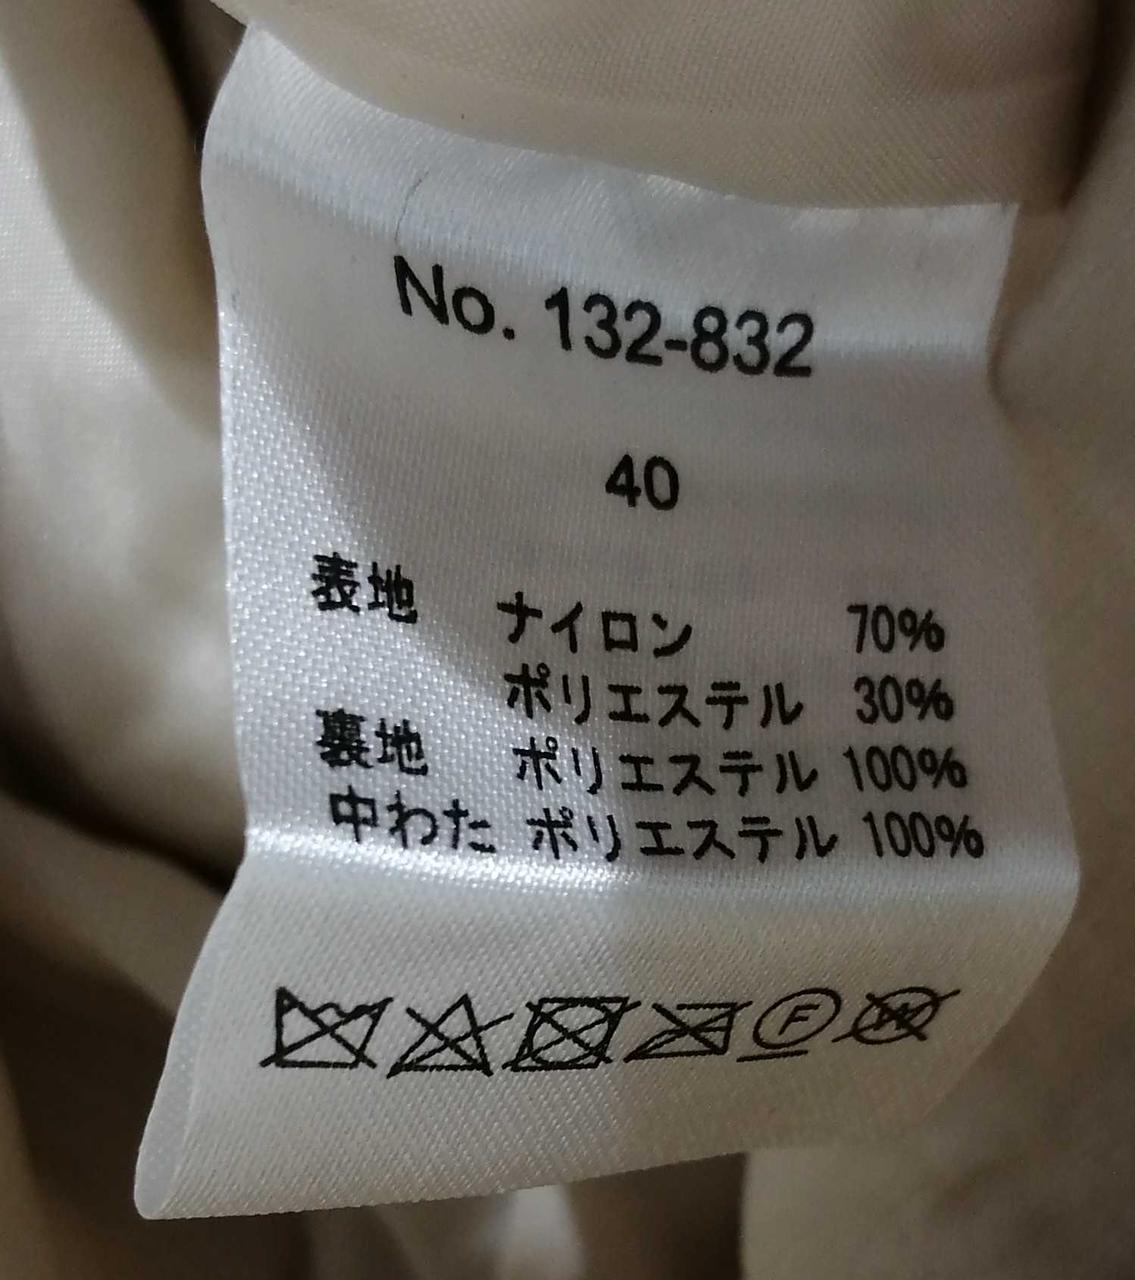 No. 132-832
40
表地 ナイロン 70%
ポリエステル 30%
裏地 ポリエステル 100%
中わた ポリエステル 100%
F W